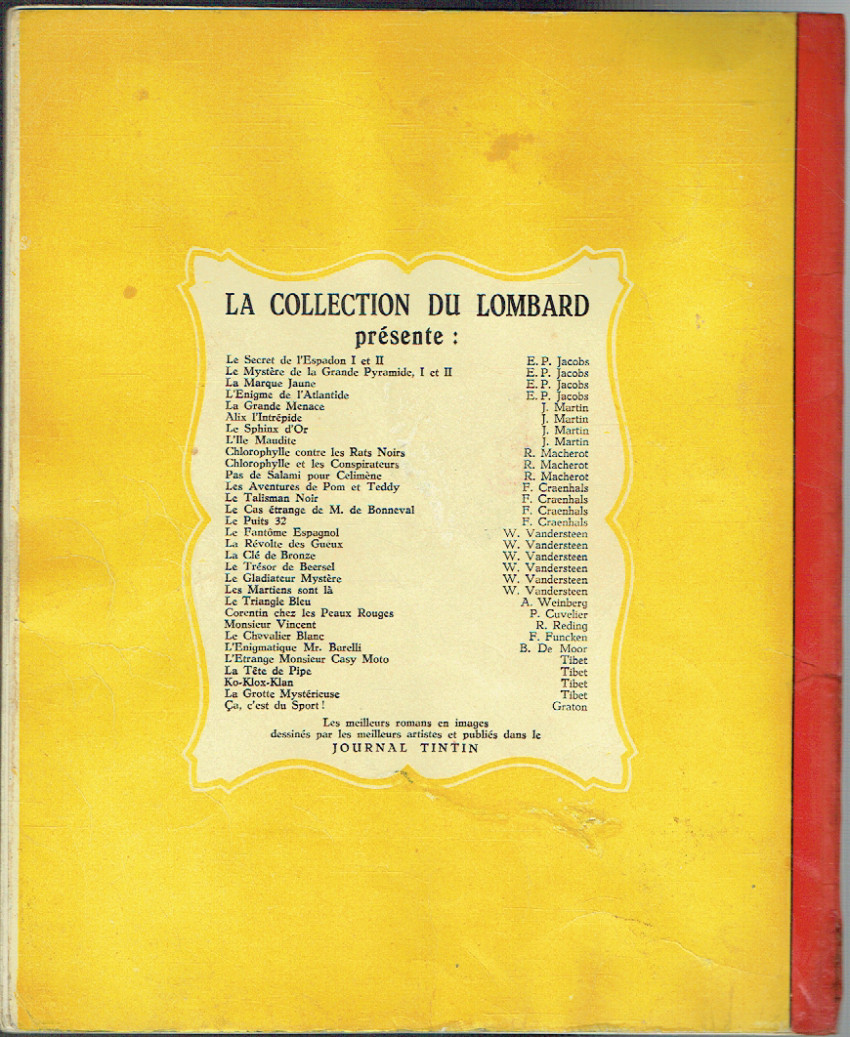 LA COLLECTION DU LOMBARD
présente :
Le Secret de l'Espadon I et II E. P. Jacobs
Le Mystère de la Grande Pyramide, I et II E. P. Jacobs
La Marque Jaune E. P. Jacobs
L'Enigme de l'Atlantide E. P. Jacobs
La Grande Menace J. Martin
Alix l'Intrépide J. Martin
Le Sphinx d'Or J. Martin
L'Ile Maudite J. Martin
Chlorophylle contre les Rats Noirs R. Macherot
Chlorophylle et les Conspirateurs R. Macherot
Pas de Salami pour Celimène R. Macherot
Les Aventures de Pom et Teddy F. Craenhals
Le Talisman Noir F. Craenhals
Le Cas étrange de M. de Bonneval F. Craenhals
Le Puits 32 F. Craenhals
Le Fantôme Espagnol W. Vandersteen
La Révolte des Gueux W. Vandersteen
La Clé de Bronze W. Vandersteen
Le Trésor de Beersel W. Vandersteen
Le Gladiateur Mystère W. Vandersteen
Les Martiens sont là W. Vandersteen
Le Triangle Bleu A. Weinberg
Corentin chez les Peaux Rouges P. Cuvelier
Monsieur Vincent R. Reding
Le Chevalier Blanc F. Funcken
L'Enigmatique Mr. Barelli B. De Moor
L'Etrange Monsieur Casy Moto Tibet
La Tête de Pipe Tibet
Ko-Klox-Klan Tibet
La Grotte Mystérieuse Tibet
Ça, c'est du Sport ! Graton
Les meilleurs romans en images
dessinés par les meilleurs artistes et publiés dans le
JOURNAL TINTIN